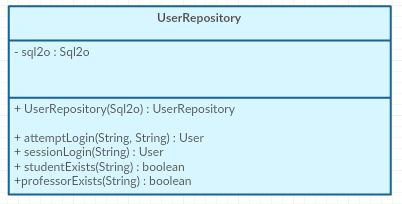 UserRepository
- sql2o : Sql2o
+ UserRepository(Sql2o) : UserRepository
+ attemptLogin(String, String) : User
+ sessionLogin(String) : User
+ studentExists(String) : boolean
+professorExists(String) : boolean